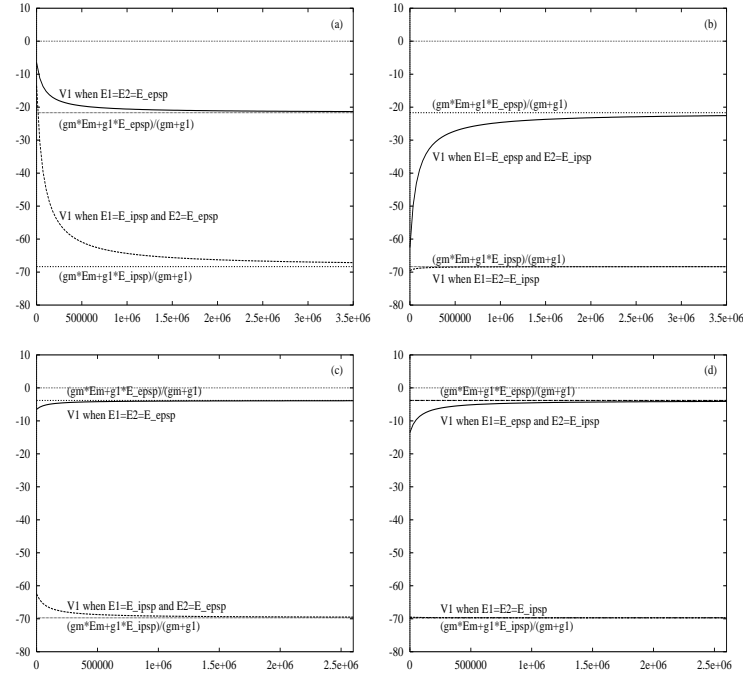 (a)
10
0
-10
-20
-30
-40
-50
-60
-70
-80
V1 when E1=E2=E_epsp
(gm*Em+g1*E_epsp)/(gm+g1)
V1 when E1=E_ipsp and E2=E_epsp
(gm*Em+g1*E_ipsp)/(gm+g1)
0 500000 1e+06 1.5e+06 2e+06 2.5e+06 3e+06 3.5e+06
(b)
10
0
-10
-20
-30
-40
-50
-60
-70
-80
(gm*Em+g1*E_epsp)/(gm+g1)
V1 when E1=E_epsp and E2=E_ipsp
(gm*Em+g1*E_ipsp)/(gm+g1)
V1 when E1=E2=E_ipsp
0 500000 1e+06 1.5e+06 2e+06 2.5e+06 3e+06 3.5e+06
(c)
10
0
-10
-20
-30
-40
-50
-60
-70
-80
(gm*Em+g1*E_epsp)/(gm+g1)
V1 when E1=E2=E_epsp
V1 when E1=E_ipsp and E2=E_epsp
(gm*Em+g1*E_ipsp)/(gm+g1)
0 500000 1e+06 1.5e+06 2e+06 2.5e+06
(d)
10
0
-10
-20
-30
-40
-50
-60
-70
-80
(gm*Em+g1*E_epsp)/(gm+g1)
V1 when E1=E_epsp and E2=E_ipsp
V1 when E1=E2=E_ipsp
(gm*Em+g1*E_ipsp)/(gm+g1)
0 500000 1e+06 1.5e+06 2e+06 2.5e+06